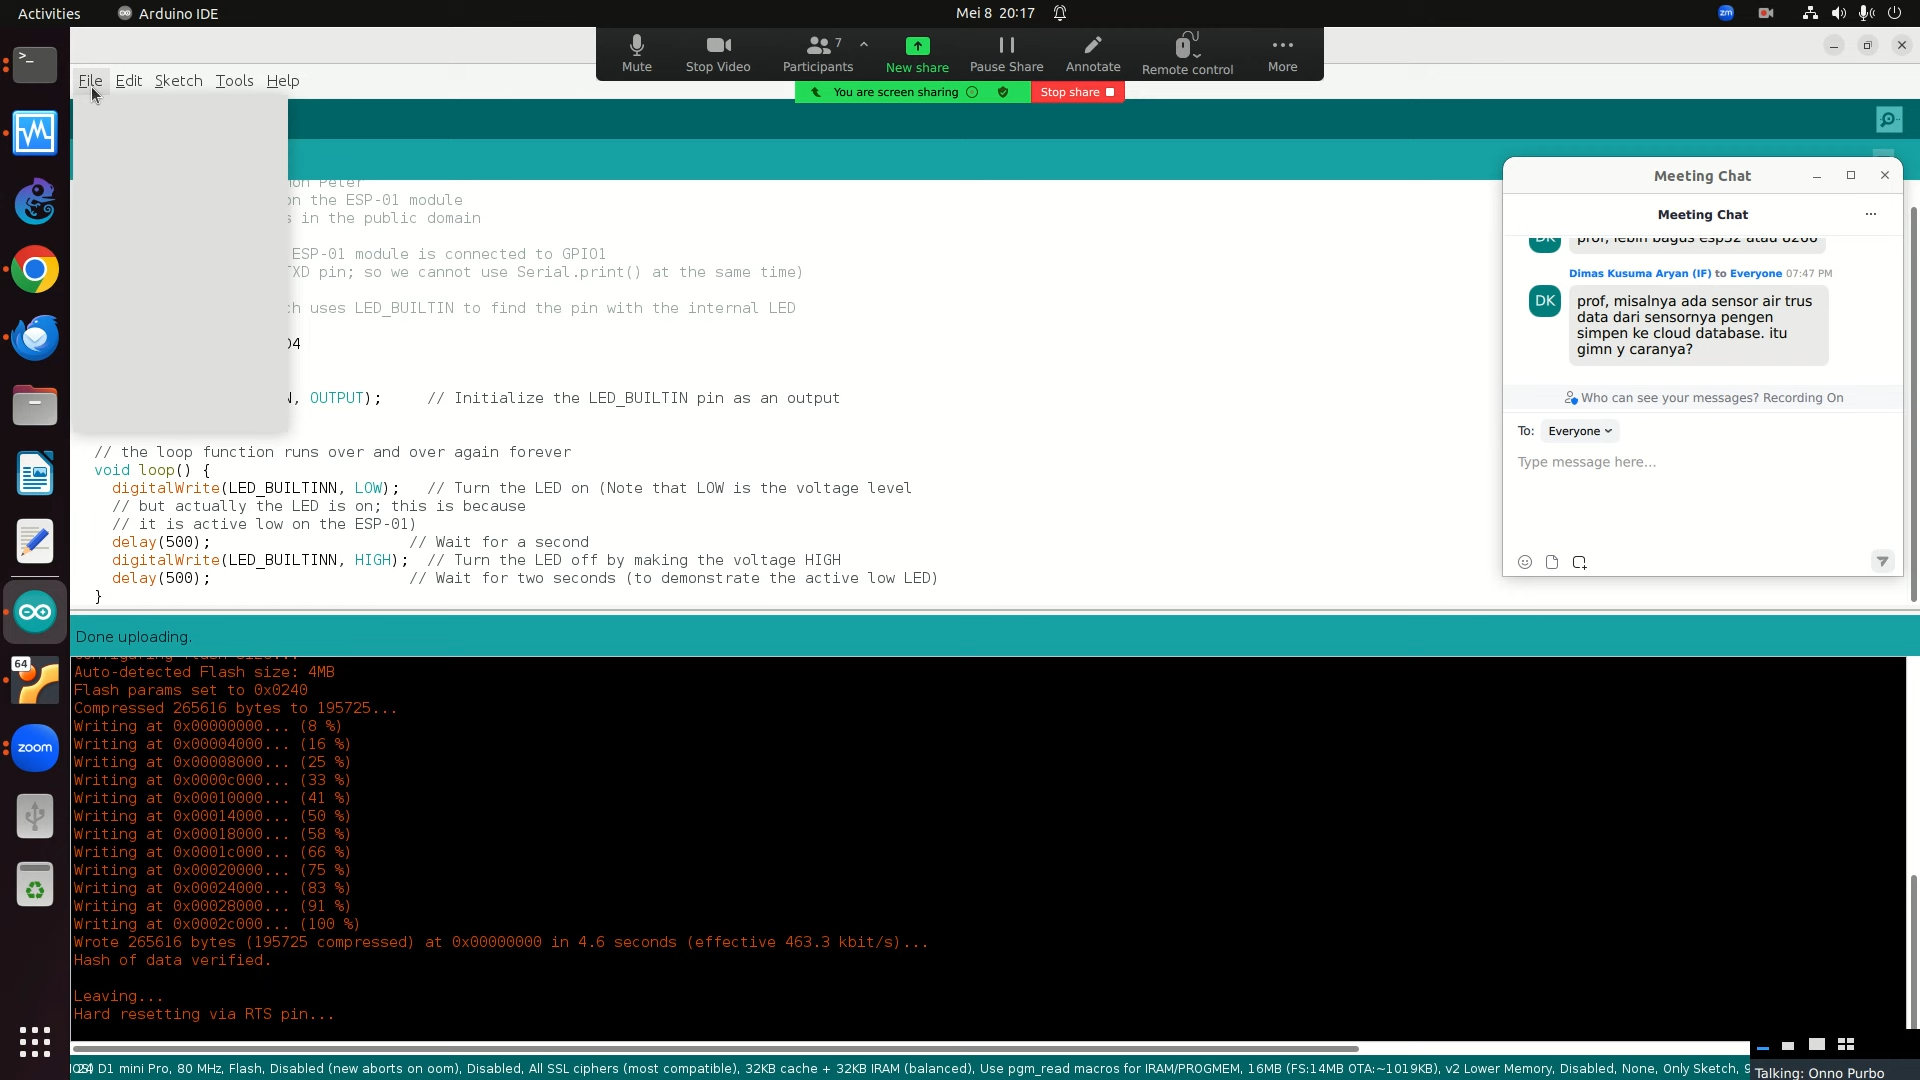 Activities
Arduino IDE
Mei 8 20:17
zm
Mute
Stop Video
Participants
7
New share
Pause Share
Annotate
Remote control
More
You are screen sharing
Stop share
File Edit Sketch Tools Help
on the ESP-01 module
s in the public domain
ESP-01 module is connected to GPIO1
TXD pin; so we cannot use Serial.print() at the same time)
ch uses LED_BUILTIN to find the pin with the internal LED
D4
N, OUTPUT);     // Initialize the LED_BUILTIN pin as an output
// the loop function runs over and over again forever
void loop() {
digitalWrite(LED_BUILTINN, LOW);   // Turn the LED on (Note that LOW is the voltage level
// but actually the LED is on; this is because
// it is active low on the ESP-01)
delay(500);                      // Wait for a second
digitalWrite(LED_BUILTINN, HIGH);  // Turn the LED off by making the voltage HIGH
delay(500);                      // Wait for two seconds (to demonstrate the active low LED)
}
Meeting Chat
Meeting Chat
DK
prof, lebih bagus esp32 atau 8266
Dimas Kusuma Aryan (IF) to Everyone 07:47 PM
DK
prof, misalnya ada sensor air trus
data dari sensornya pengen
simpen ke cloud database. itu
gimn y caranya?
Who can see your messages? Recording On
To: Everyone
Type message here...
Done uploading.
Configuring flash size...
Auto-detected Flash size: 4MB
Flash params set to 0x0240
Compressed 265616 bytes to 195725...
Writing at 0x00000000... (8 %)
Writing at 0x00004000... (16 %)
Writing at 0x00008000... (25 %)
Writing at 0x0000c000... (33 %)
Writing at 0x00010000... (41 %)
Writing at 0x00014000... (50 %)
Writing at 0x00018000... (58 %)
Writing at 0x0001c000... (66 %)
Writing at 0x00020000... (75 %)
Writing at 0x00024000... (83 %)
Writing at 0x00028000... (91 %)
Writing at 0x0002c000... (100 %)
Wrote 265616 bytes (195725 compressed) at 0x00000000 in 4.6 seconds (effective 463.3 kbit/s)...
Hash of data verified.
Leaving...
Hard resetting via RTS pin...
D1 mini Pro, 80 MHz, Flash, Disabled (new aborts on oom), Disabled, All SSL ciphers (most compatible), 32KB cache + 32KB IRAM (balanced), Use pgm_read macros for IRAM/PROGMEM, 16MB (FS:14MB OTA:~1019KB), v2 Lower Memory, Disabled, None, Only Sketch, 9
Talking: Onno Purbo
64
zoom